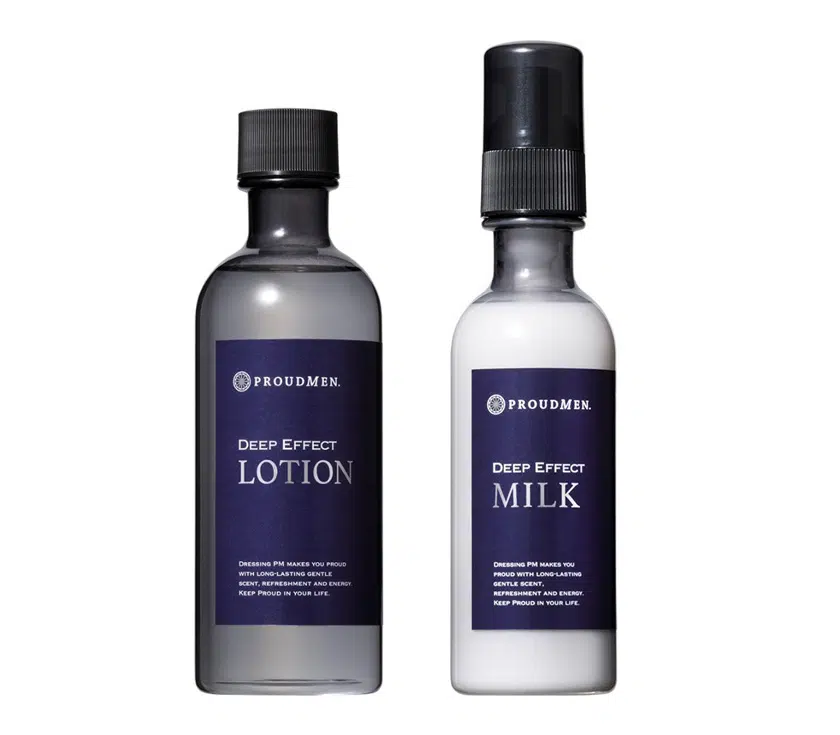 PROUDMEN.
DEEP EFFECT
LOTION
DRESSING PM MAKES YOU PROUD
WITH LONG-LASTING GENTLE
SCENT, REFRESHMENT AND ENERGY.
KEEP PROUD IN YOUR LIFE.
PROUDMEN.
DEEP EFFECT
MILK
DRESSING PM MAKES YOU
PROUD WITH LONG-LASTING
GENTLE SCENT,
REFRESHMENT AND ENERGY.
KEEP PROUD IN YOUR LIFE.